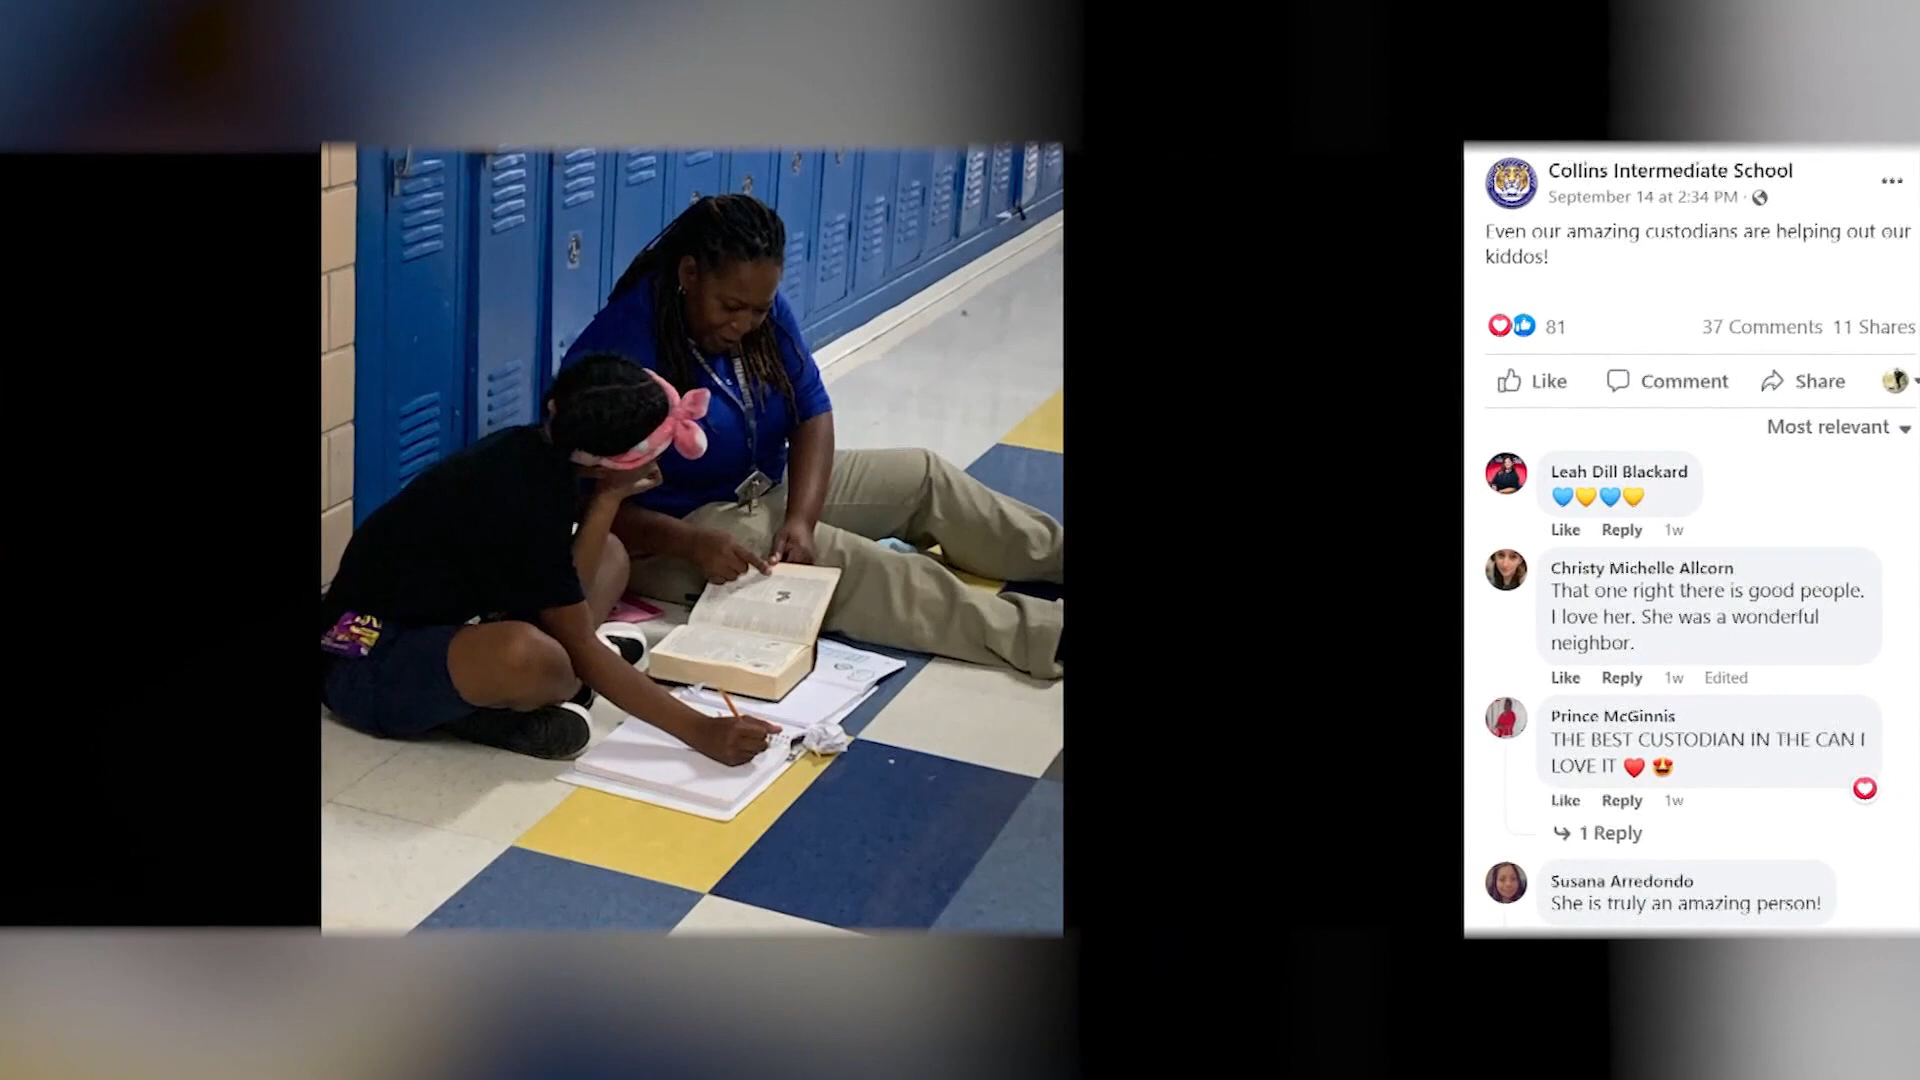 Collins Intermediate School
September 14 at 2:34 PM ·
Even our amazing custodians are helping out our
kiddos!
81
37 Comments 11 Shares
Like Comment Share
Most relevant
Leah Dill Blackard
💙💛💙💛
Like Reply 1w
Christy Michelle Allcorn
That one right there is good people.
I love her. She was a wonderful
neighbor.
Like Reply 1w Edited
Prince McGinnis
THE BEST CUSTODIAN IN THE CAN I
LOVE IT ❤️ 😍
Like Reply 1w
1 Reply
Susana Arredondo
She is truly an amazing person!